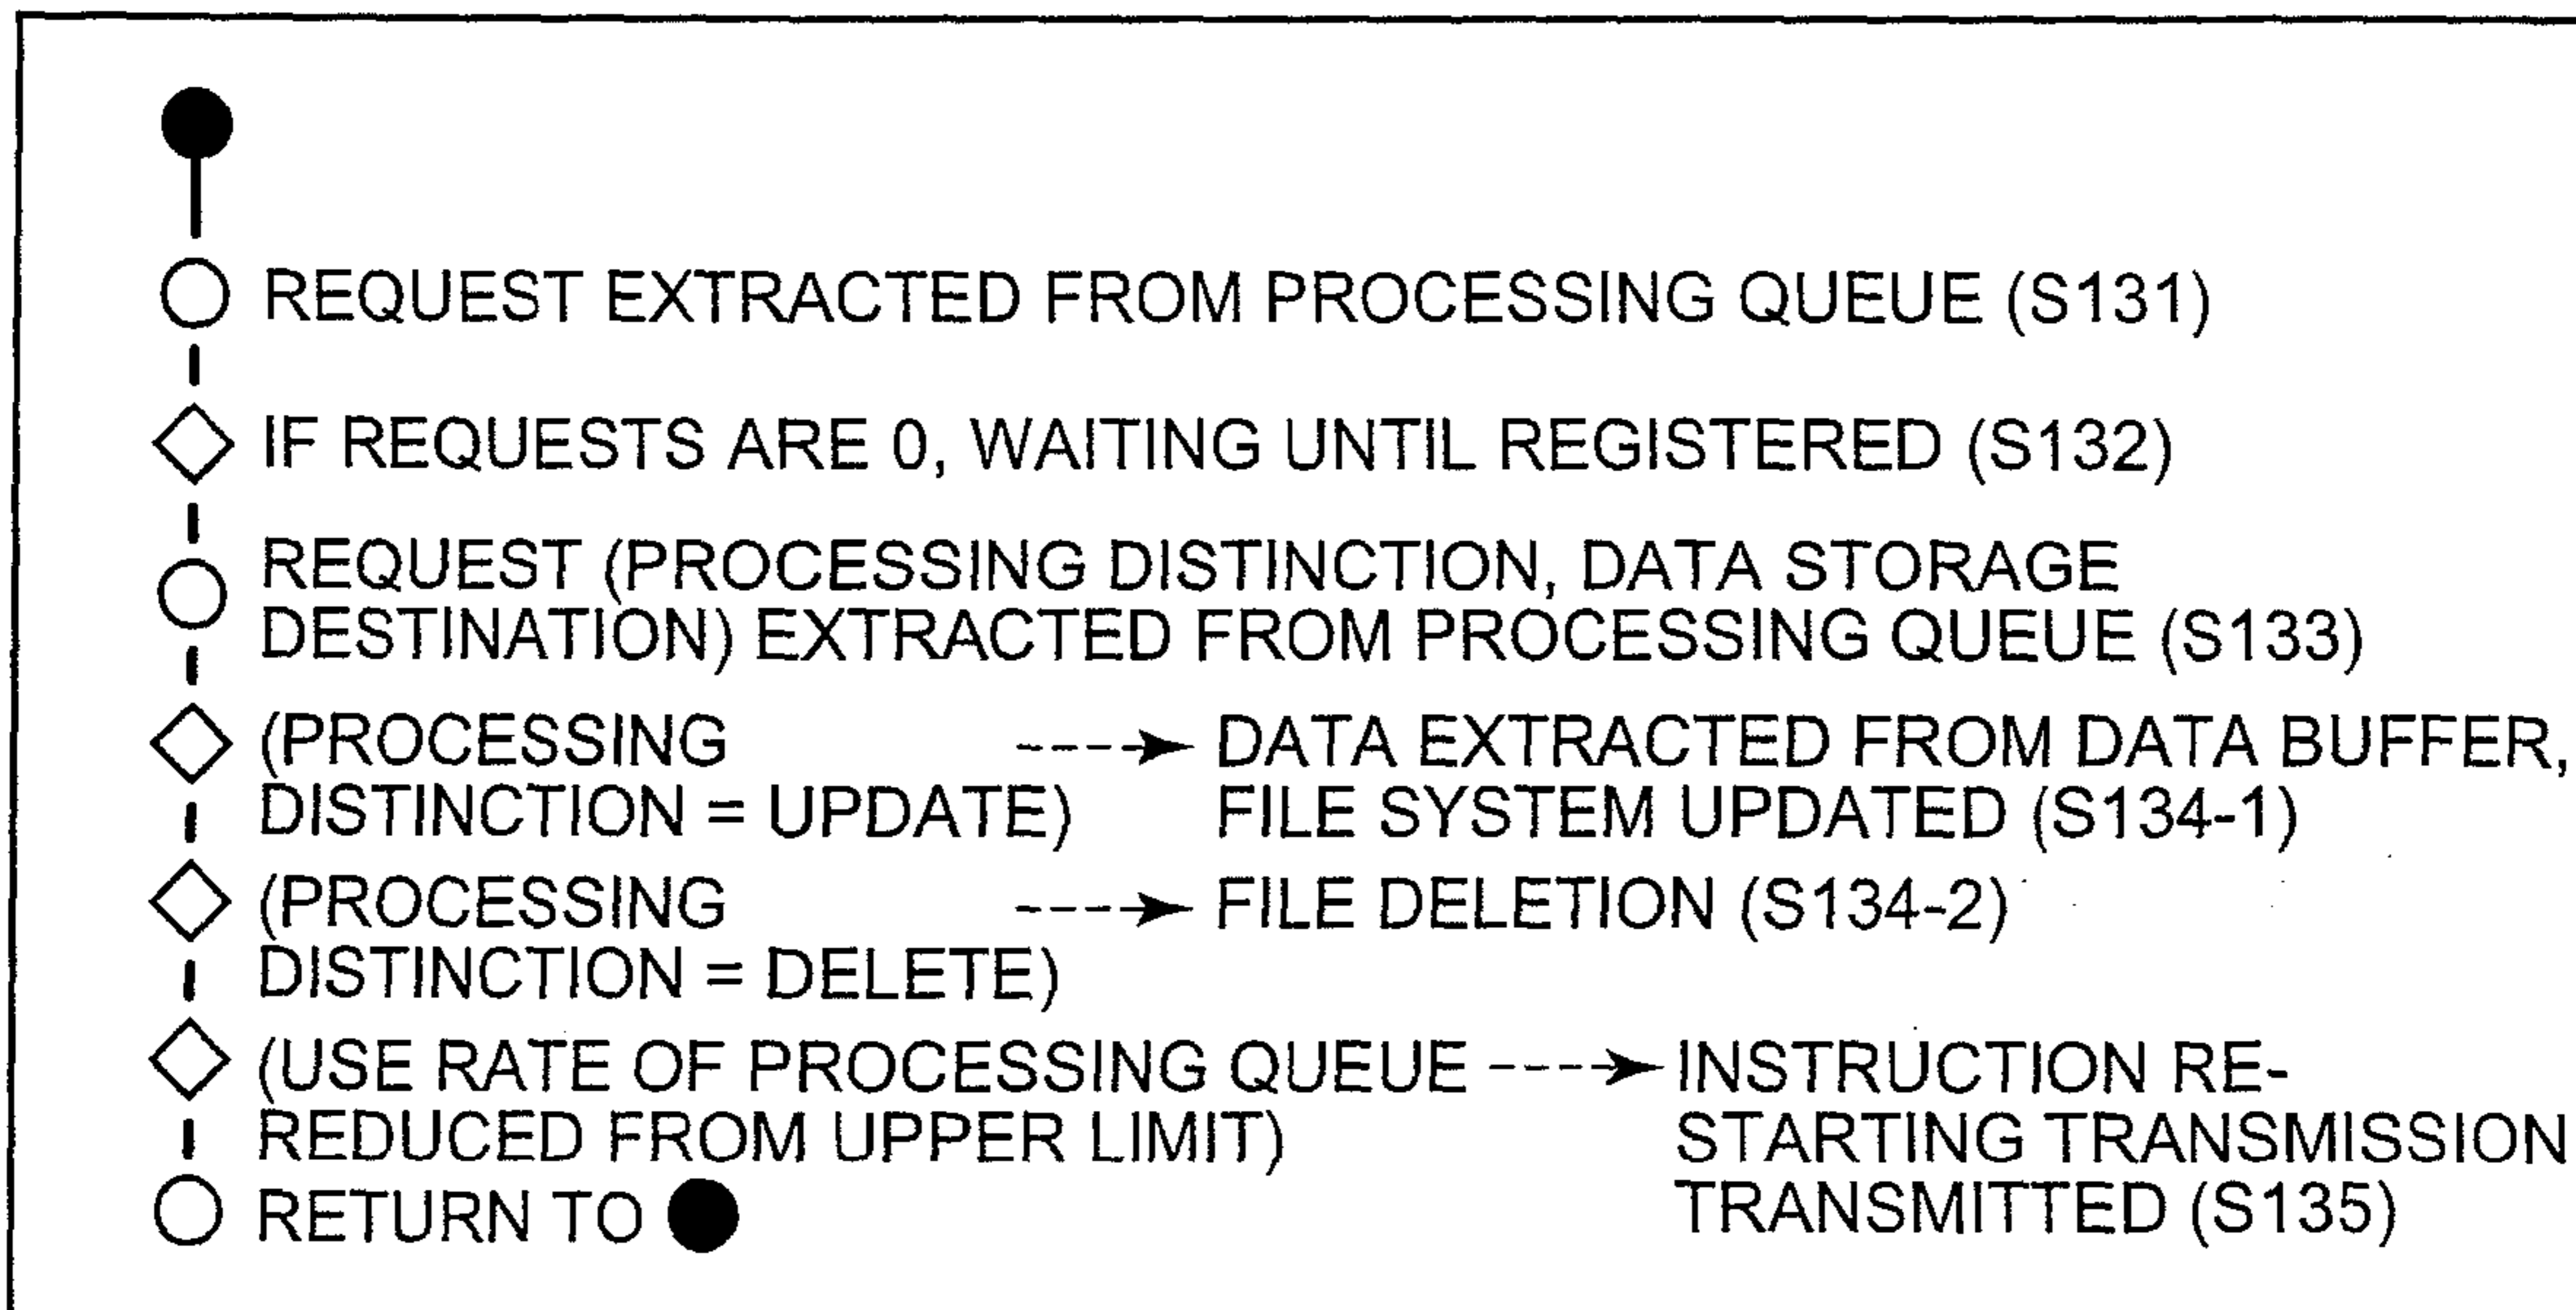 REQUEST EXTRACTED FROM PROCESSING QUEUE (S131)
IF REQUESTS ARE 0, WAITING UNTIL REGISTERED (S132)
REQUEST (PROCESSING DISTINCTION, DATA STORAGE
DESTINATION) EXTRACTED FROM PROCESSING QUEUE (S133)
(PROCESSING
DISTINCTION = UPDATE)
DATA EXTRACTED FROM DATA BUFFER,
FILE SYSTEM UPDATED (S134-1)
(PROCESSING
DISTINCTION = DELETE)
FILE DELETION (S134-2)
(USE RATE OF PROCESSING QUEUE
REDUCED FROM UPPER LIMIT)
INSTRUCTION RE-
STARTING TRANSMISSION
TRANSMITTED (S135)
RETURN TO